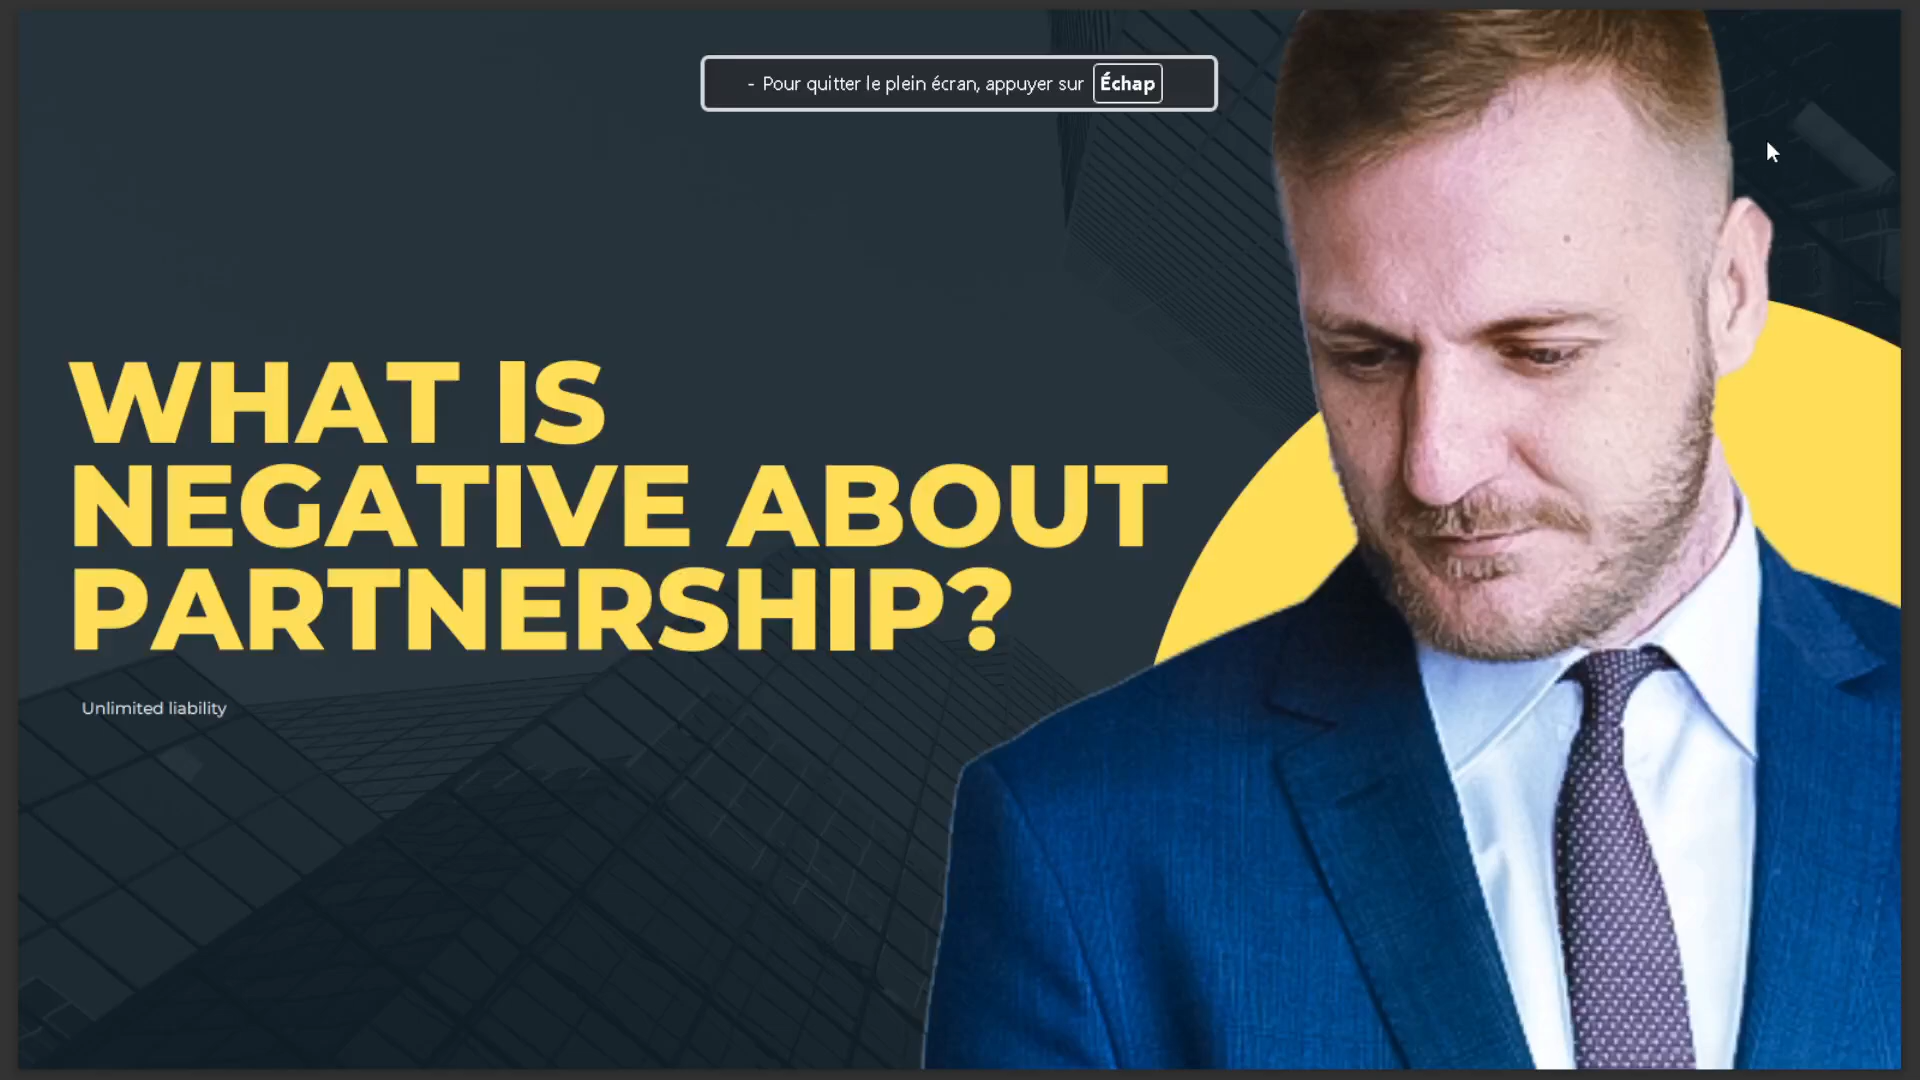 - Pour quitter le plein écran, appuyer sur Échap
WHAT IS
NEGATIVE ABOUT
PARTNERSHIP?
Unlimited liability